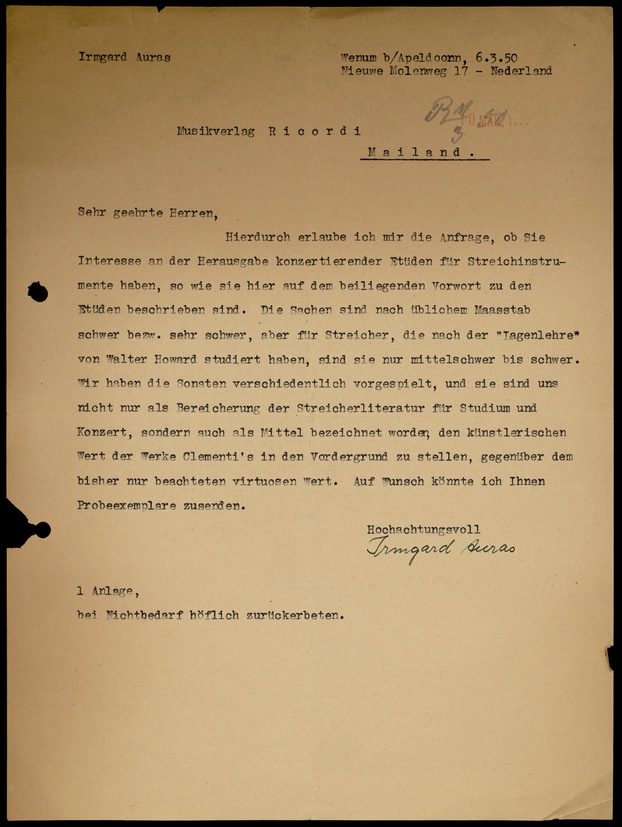 Irmgard Auras
Wenum b/Apeldoorn, 6.3.50
Nieuwe Molenweg 17 - Nederland
Musikverlag R i c o r d i
M a i l a n d .
Sehr geehrte Herren,
Hierdurch erlaube ich mir die Anfrage, ob Sie
Interesse an der Herausgabe konzertierender Etüden für Streichinstru-
mente haben, so wie sie hier auf dem beiliegenden Vorwort zu den
Etüden beschrieben sind. Die Sachen sind nach üblichem Maasstab
schwer bezw. sehr schwer, aber für Streicher, die nach der "Lagenlehre"
von Walter Howard studiert haben, sind sie nur mittelschwer bis schwer.
Wir haben die Sonaten verschiedentlich vorgespielt, und sie sind uns
nicht nur als Bereicherung der Streicherliteratur für Studium und
Konzert, sondern auch als Mittel bezeichnet worden, den künstlerischen
Wert der Werke Clementi's in den Vordergrund zu stellen, gegenüber dem
bisher nur beachteten virtuosen Wert. Auf Wunsch könnte ich Ihnen
Probeexemplare zusenden.
Hochachtungsvoll
Irmgard Auras
1 Anlage,
bei Nichtbedarf höflich zurückerbeten.